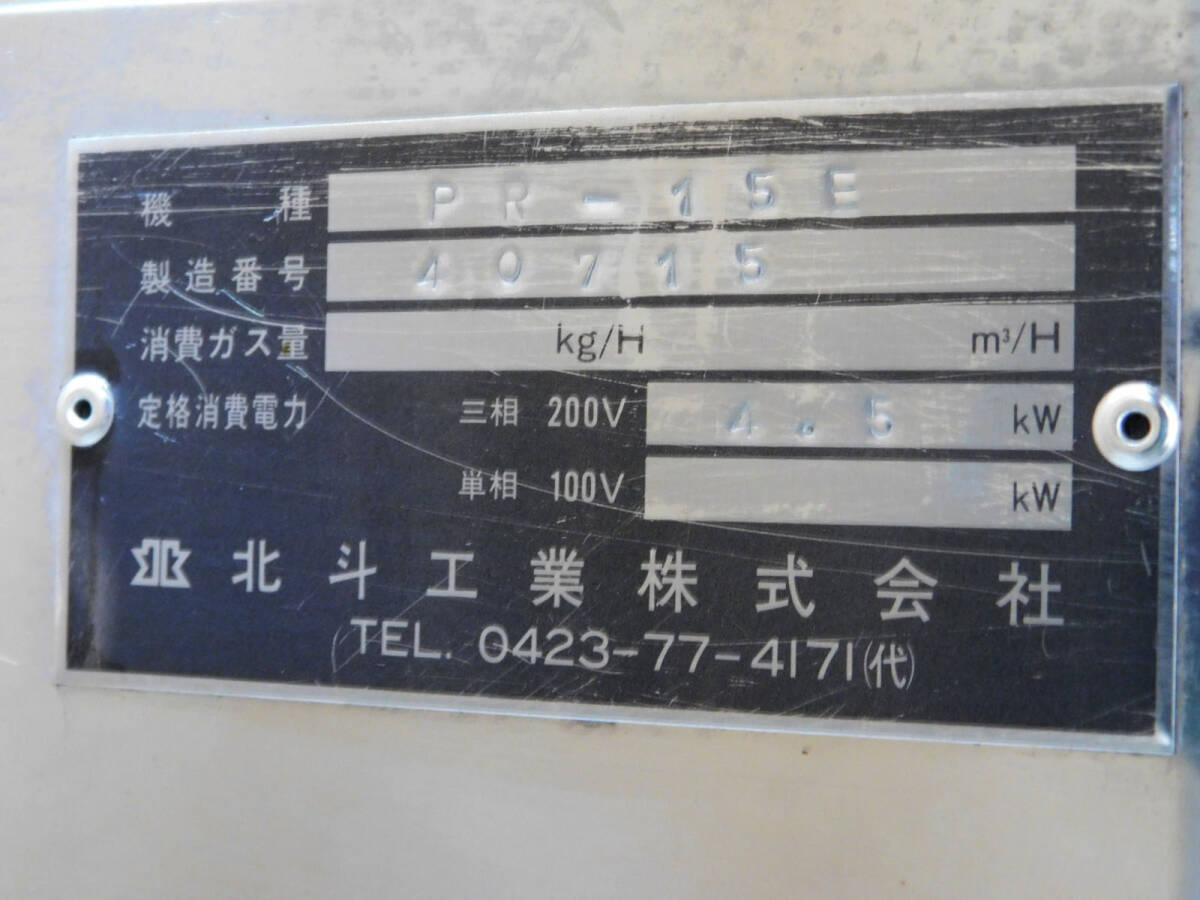 機種 PR-15E
製造番号 40715
消費ガス量 kg/H m³/H
定格消費電力 三相 200V 4.5 kW
単相 100V kW
北斗工業株式会社
TEL. 0423-77-4171(代)